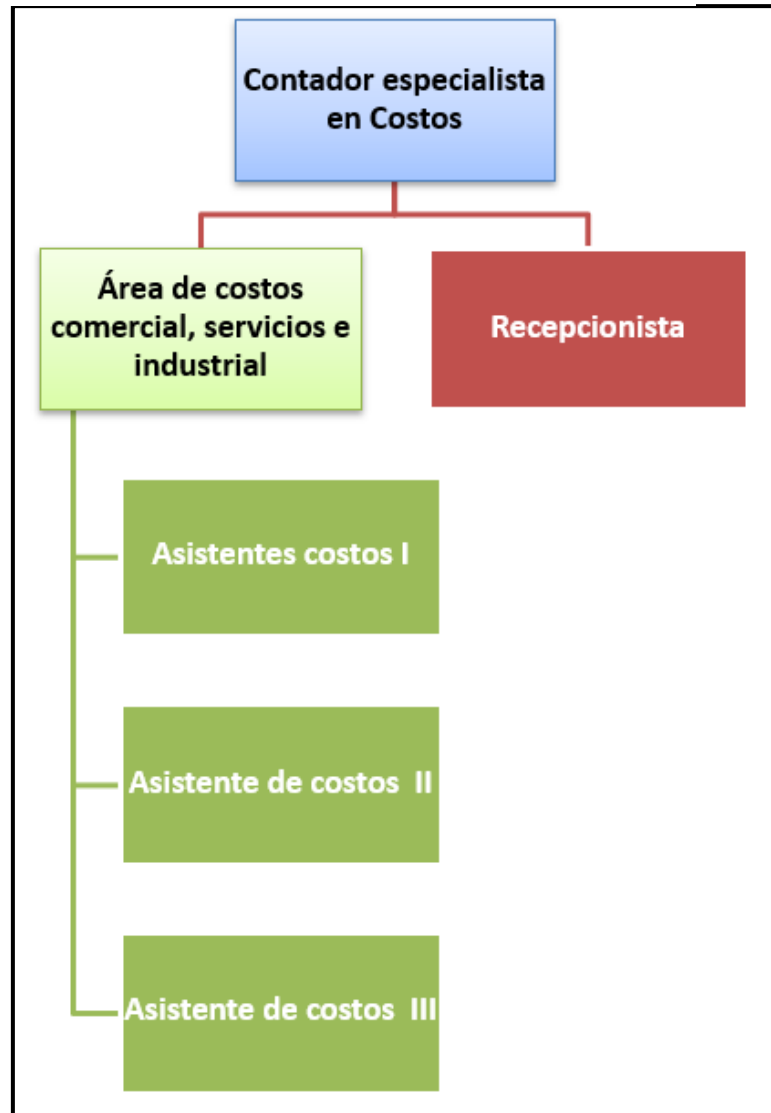 Contador especialista
en Costos
Área de costos
comercial, servicios e
industrial
Recepcionista
Asistentes costos I
Asistente de costos  II
Asistente de costos  III